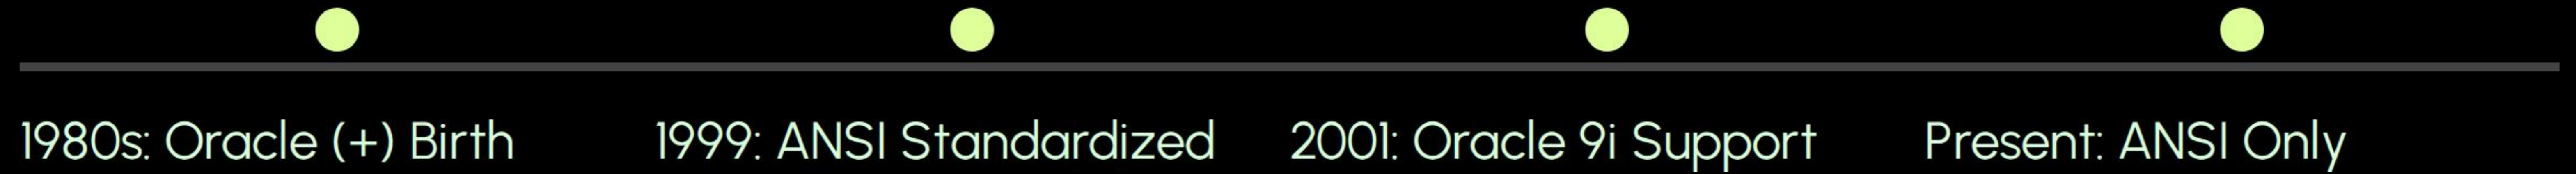 1980s: Oracle (+) Birth
1999: ANSI Standardized
2001: Oracle 9i Support
Present: ANSI Only